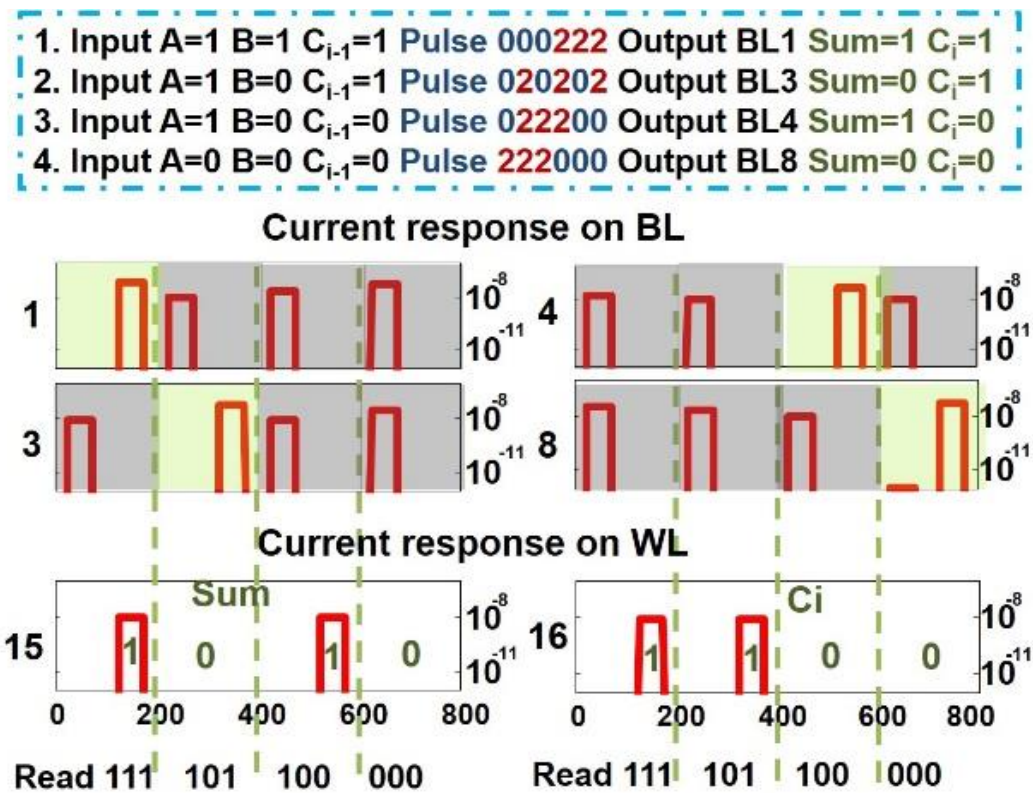 1. Input A=1 B=1 Ci-1=1 Pulse 000222 Output BL1 Sum=1 Ci=1
2. Input A=1 B=0 Ci-1=1 Pulse 020202 Output BL3 Sum=0 Ci=1
3. Input A=1 B=0 Ci-1=0 Pulse 022200 Output BL4 Sum=1 Ci=0
4. Input A=0 B=0 Ci-1=0 Pulse 222000 Output BL8 Sum=0 Ci=0
Current response on BL
1 10-8 10-11
4 10-8 10-11
3 10-8 10-11
8 10-8 10-11
Current response on WL
Sum
15 1 0 1 0 10-8 10-11
0 200 400 600 800
Read 111 101 100 000
Ci
16 1 1 0 0 10-8 10-11
0 200 400 600 800
Read 111 101 100 000